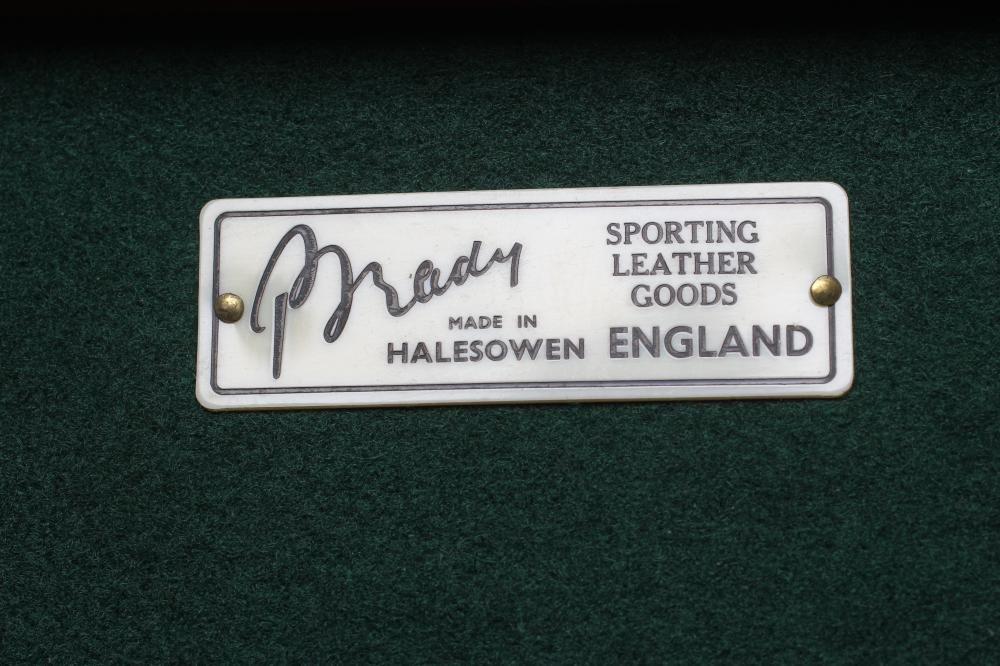 Brady
MADE IN
HALESOWEN ENGLAND
SPORTING
LEATHER
GOODS